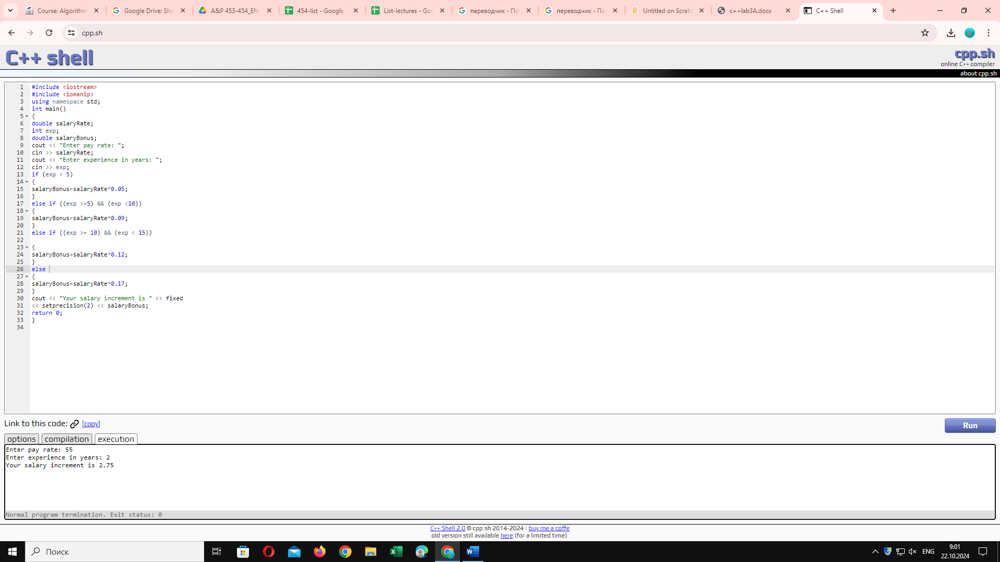 Course: Algorithm
Google Drive: Sha
A&P 453-454_EN
454-list - Google
List-lectures - Goo
переводчик - По
переводчик - По
Untitled on Scratc
c++lab3A.docx
C++ Shell
cpp.sh
C++ shell
cpp.sh
online C++ compiler
about cpp.sh
1 #include <iostream>
2 #include <iomanip>
3 using namespace std;
4 int main()
5 {
6 double salaryRate;
7 int exp;
8 double salaryBonus;
9 cout << "Enter pay rate: ";
10 cin >> salaryRate;
11 cout << "Enter experience in years: ";
12 cin >> exp;
13 if (exp < 5)
14 {
15 salaryBonus=salaryRate*0.05;
16 }
17 else if ((exp >=5) && (exp <10))
18 {
19 salaryBonus=salaryRate*0.09;
20 }
21 else if ((exp >= 10) && (exp < 15))
22
23 {
24 salaryBonus=salaryRate*0.12;
25 }
26 else
27 {
28 salaryBonus=salaryRate*0.17;
29 }
30 cout << "Your salary increment is " << fixed
31 << setprecision(2) << salaryBonus;
32 return 0;
33 }
34
Link to this code: [copy]
Run
options compilation execution
Enter pay rate: 55
Enter experience in years: 2
Your salary increment is 2.75
Normal program termination. Exit status: 0
C++ Shell 2.0 © cpp.sh 2014-2024 | buy me a coffe
old version still available here (for a limited time).
Поиск
ENG
9:01
22.10.2024